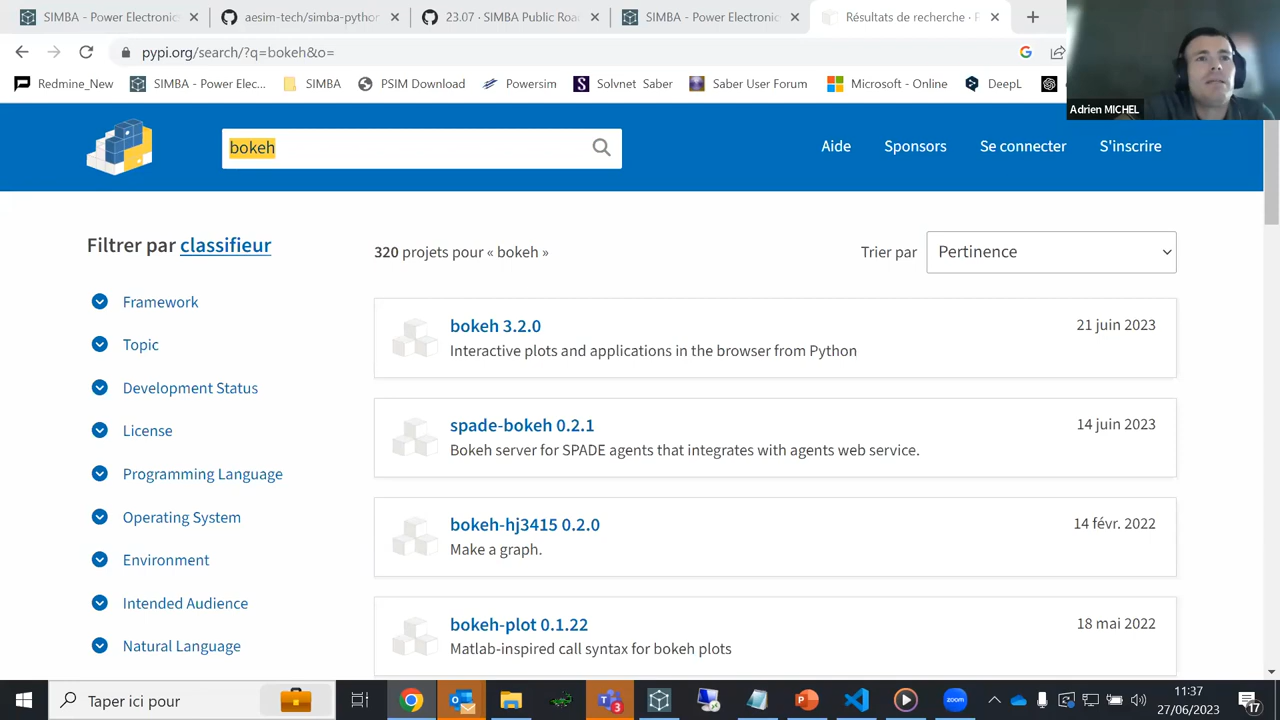 SIMBA - Power Electronic
aesim-tech/simba-python
23.07 · SIMBA Public Roa
SIMBA - Power Electronic
Résultats de recherche · P
pypi.org/search/?q=bokeh&o=
Redmine_New
SIMBA - Power Elec...
SIMBA
PSIM Download
Powersim
Solvnet Saber
Saber User Forum
Microsoft - Online
DeepL
Adrien MICHEL
bokeh
Aide
Sponsors
Se connecter
S'inscrire
Filtrer par classifieur
320 projets pour « bokeh »
Trier par
Pertinence
Framework
Topic
Development Status
License
Programming Language
Operating System
Environment
Intended Audience
Natural Language
bokeh 3.2.0
21 juin 2023
Interactive plots and applications in the browser from Python
spade-bokeh 0.2.1
14 juin 2023
Bokeh server for SPADE agents that integrates with agents web service.
bokeh-hj3415 0.2.0
14 févr. 2022
Make a graph.
bokeh-plot 0.1.22
18 mai 2022
Matlab-inspired call syntax for bokeh plots
Taper ici pour
zoom
11:37
27/06/2023
17